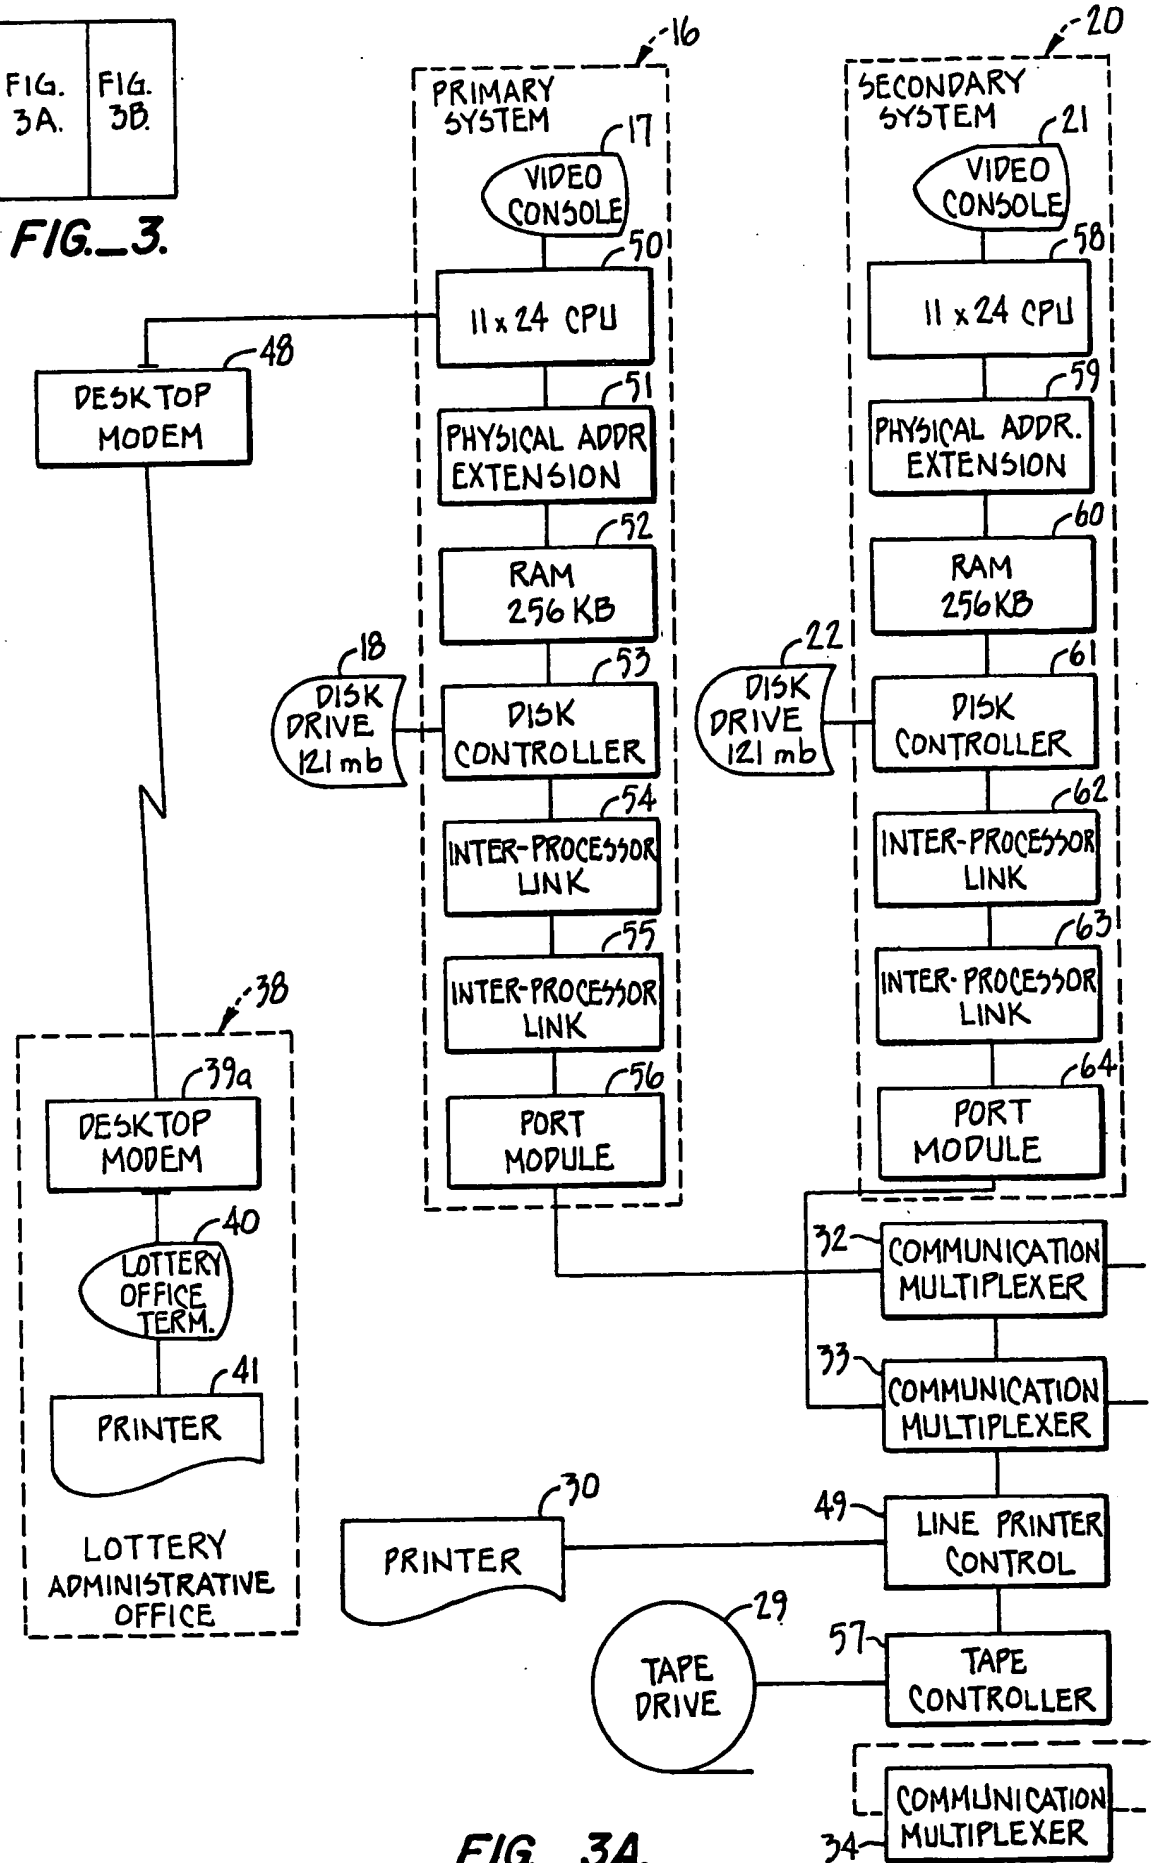 FIG.
3A.
FIG.
3B.
FIG._3.
16
PRIMARY
SYSTEM
17
VIDEO
CONSOLE
50
11 x 24 CPU
51
PHYSICAL ADDR
EXTENSION
52
RAM
256 KB
18
DISK
DRIVE
121 mb
53
DISK
CONTROLLER
54
INTER-PROCESSOR
LINK
55
INTER-PROCESSOR
LINK
56
PORT
MODULE
20
SECONDARY
SYSTEM
21
VIDEO
CONSOLE
58
11 x 24 CPU
59
PHYSICAL ADDR.
EXTENSION
60
RAM
256 KB
22
DISK
DRIVE
121 mb
61
DISK
CONTROLLER
62
INTER-PROCESSOR
LINK
63
INTER-PROCESSOR
LINK
64
PORT
MODULE
48
DESKTOP
MODEM
38
39a
DESKTOP
MODEM
40
LOTTERY
OFFICE
TERM.
41
PRINTER
LOTTERY
ADMINISTRATIVE
OFFICE
32
COMMUNICATION
MULTIPLEXER
33
COMMUNICATION
MULTIPLEXER
30
PRINTER
49
LINE PRINTER
CONTROL
29
TAPE
DRIVE
57
TAPE
CONTROLLER
34
COMMUNICATION
MULTIPLEXER
FIG_3A.